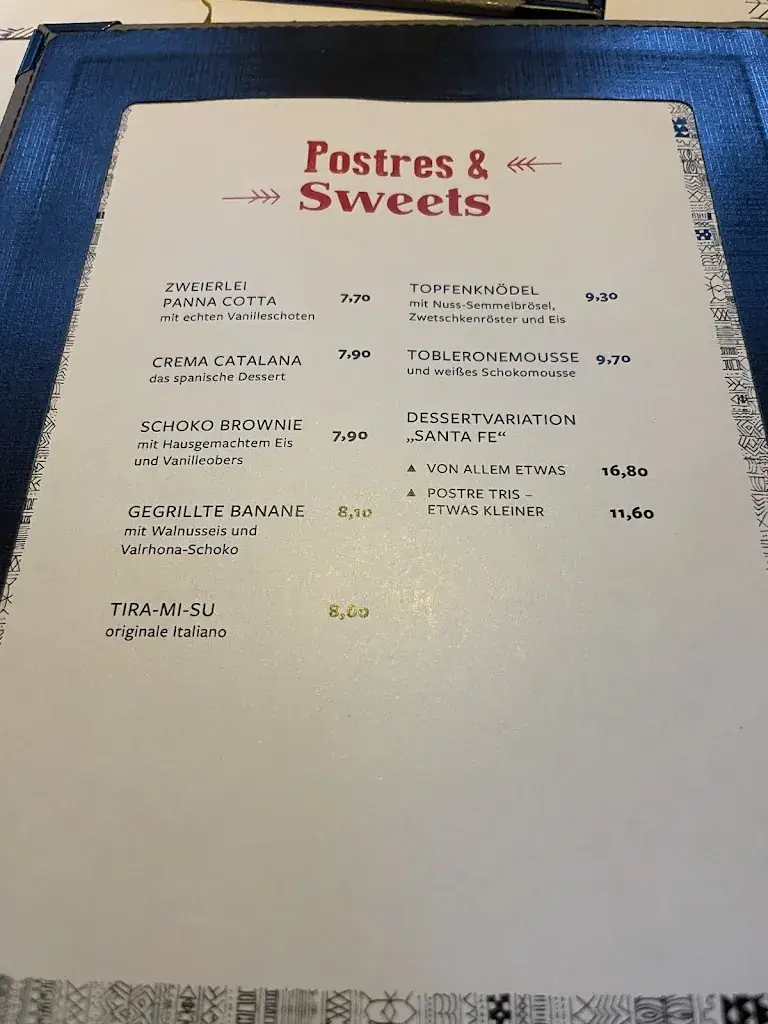 Postres &
Sweets
ZWEIERLEI
PANNA COTTA 7,70
mit echten Vanilleschoten
CREMA CATALANA 7,90
das spanische Dessert
SCHOKO BROWNIE
mit Hausgemachtem Eis 7,90
und Vanilleobers
GEGRILLTE BANANE 8,10
mit Walnusseis und
Valrhona-Schoko
TIRA-MI-SU 8,60
originale Italiano
TOPFENKNÖDEL 9,30
mit Nuss-Semmelbrösel,
Zwetschkenröster und Eis
TOBLERONEMOUSSE 9,70
und weißes Schokomousse
DESSERTVARIATION
„SANTA FE“
VON ALLEM ETWAS 16,80
POSTRE TRIS –
ETWAS KLEINER 11,60